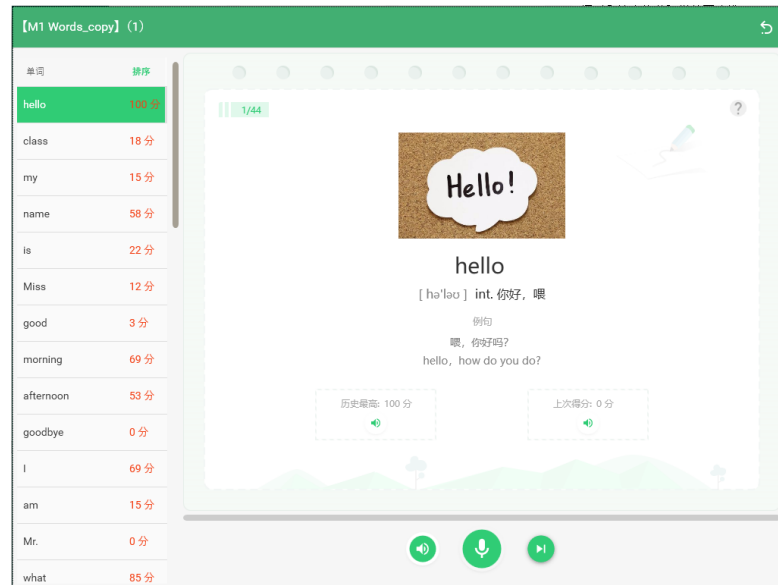 【M1 Words_copy】（1）
单词 排序
hello 100 分
class 18 分
my 15 分
name 58 分
is 22 分
Miss 12 分
good 3 分
morning 69 分
afternoon 53 分
goodbye 0 分
I 69 分
am 15 分
Mr. 0 分
what 85 分
1/44
?
Hello!
hello
[ hə'ləʊ ] int. 你好，喂
例句
喂，你好吗?
hello，how do you do?
历史最高: 100 分
上次得分: 0 分